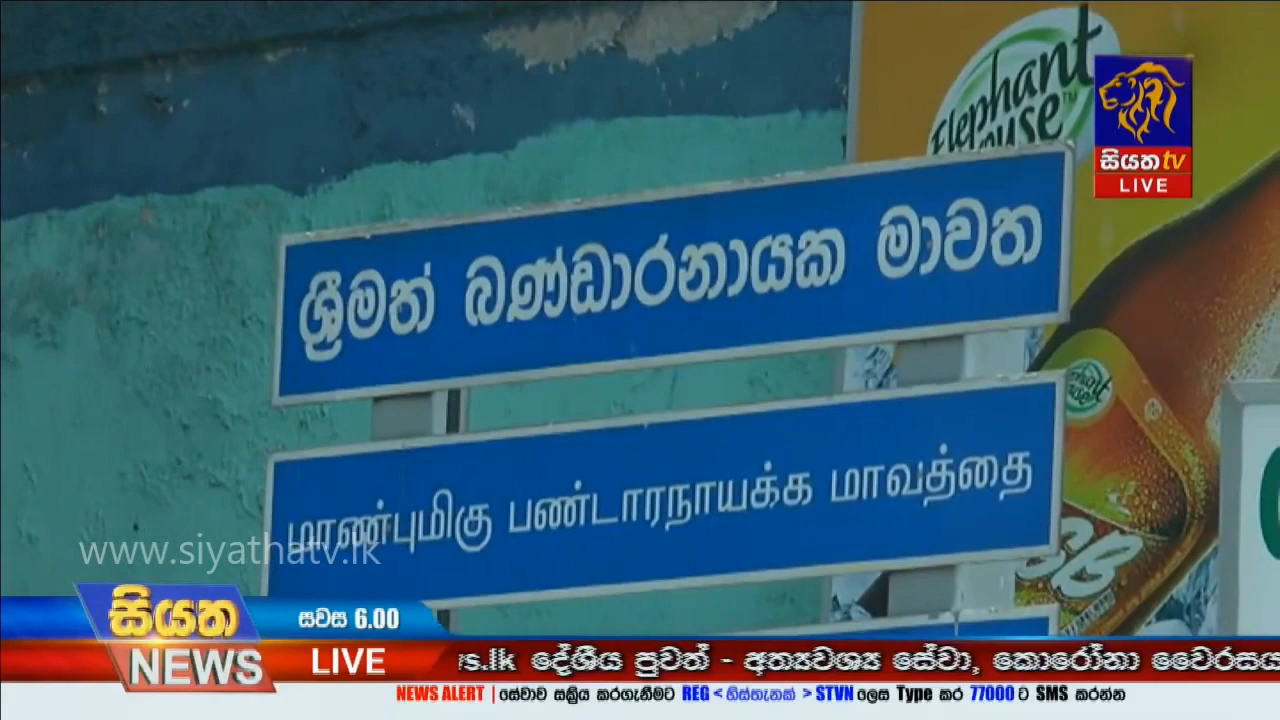 Elephant
House™
සියත tv
LIVE
ශ්‍රීමත් බණ්ඩාරනායක මාවත
மாண்புமிகு பண்டாரநாயக்க மாவத்தை
www.siyathatv.lk
සියත
NEWS
සවස 6.00
LIVE
s.lk දේශීය පුවත් - අත්‍යවශ්‍ය සේවා, කොරෝනා වෛරසය
NEWS ALERT | සේවාව සක්‍රිය කරගැනීමට REG < හිස්තැනක් > STVN ලෙස Type කර 77000 ට SMS කරන්න